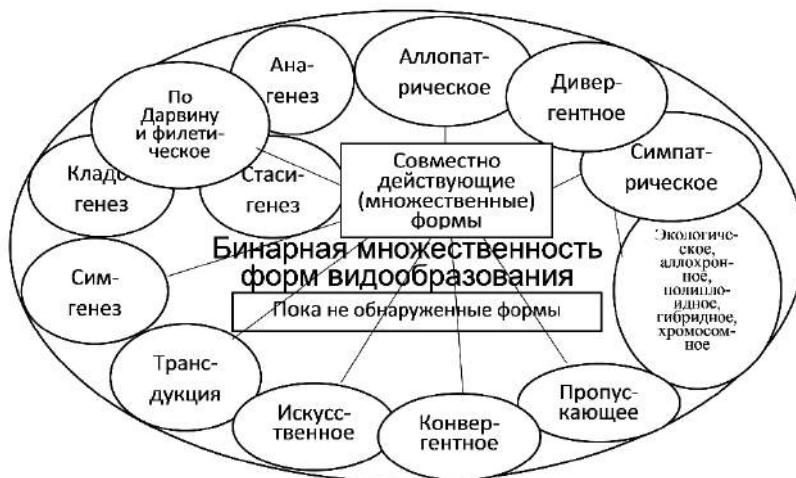 Ана-
генез
Аллопат-
рическое
Дивер-
гентное
По
Дарвину
и филети-
ческое
Симпат-
рическое
Кладо-
генез
Стаси-
генез
Совместно
действующие
(множественные)
формы
Экологиче-
ское,
аллохрон-
ное,
полипло-
идное,
гибридное,
хромосом-
ное
Бинарная множественность
форм видообразования
Сим-
генез
Пока не обнаруженные формы
Транс-
дукция
Искусс-
твенное
Конвер-
гентное
Пропус-
кающее